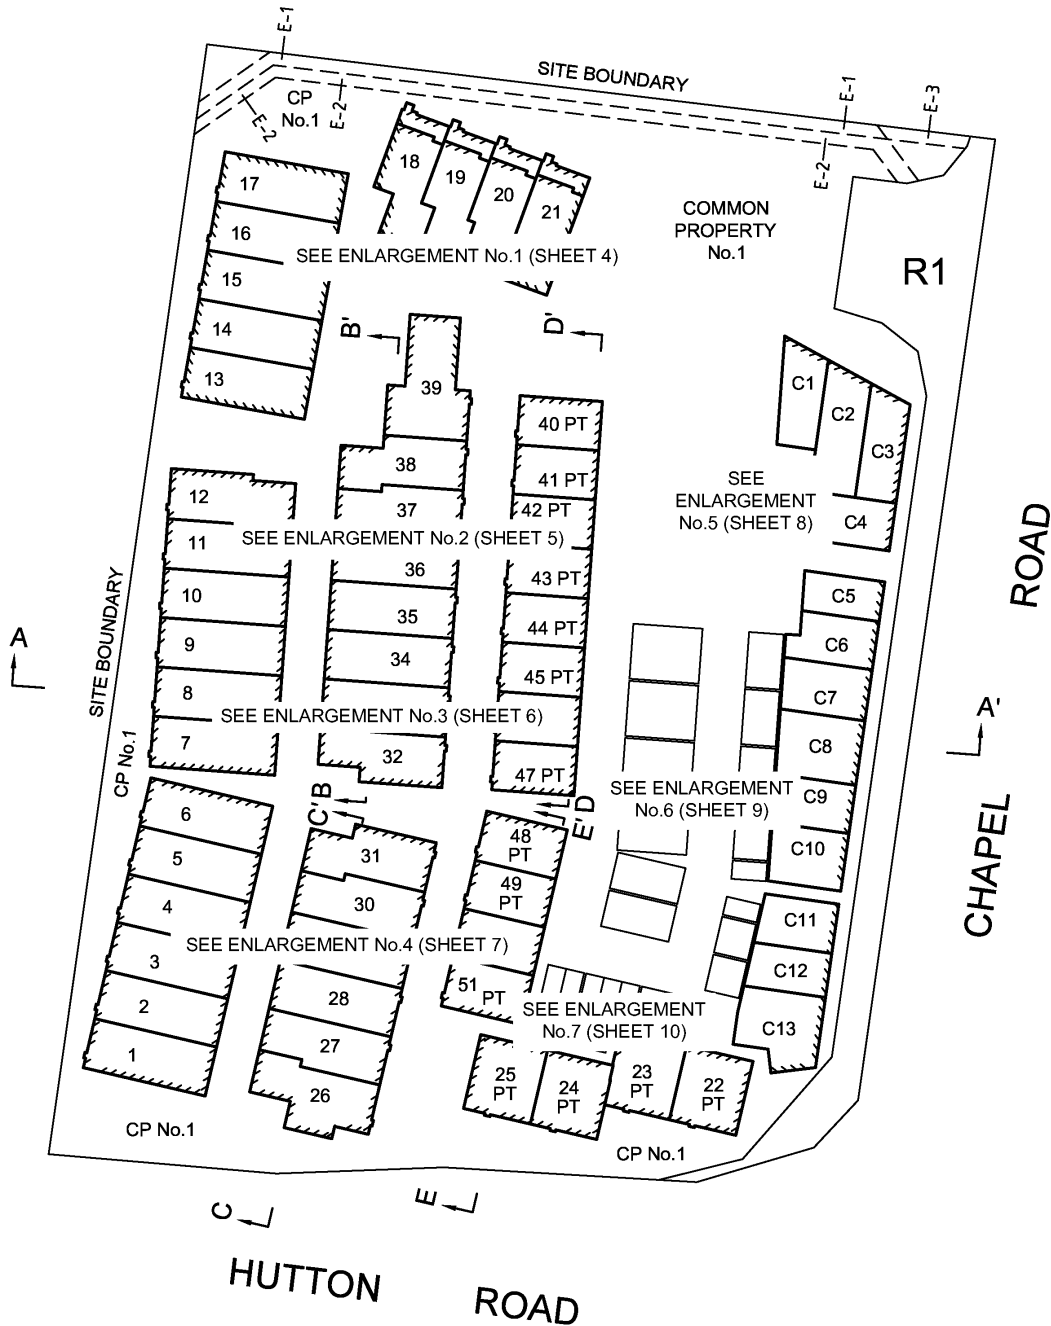 E-1
SITE BOUNDARY
E-1
E-3
CP
No.1
E-2
E-2
E-2
18
19
20
21
17
16
15
14
13
COMMON
PROPERTY
No.1
R1
SEE ENLARGEMENT No.1 (SHEET 4)
B'
D'
39
38
37
36
35
34
32
40 PT
41 PT
42 PT
43 PT
44 PT
45 PT
47 PT
C1
C2
C3
C4
SEE
ENLARGEMENT
No.5 (SHEET 8)
12
11
10
9
8
7
SEE ENLARGEMENT No.2 (SHEET 5)
SITE BOUNDARY
A
ROAD
C5
C6
C7
C8
C9
C10
A'
SEE ENLARGEMENT No.3 (SHEET 6)
CP No.1
C'B
E'D
SEE ENLARGEMENT
No.6 (SHEET 9)
CHAPEL
6
5
4
3
2
1
31
30
28
27
26
48
PT
49
PT
51 PT
SEE ENLARGEMENT No.4 (SHEET 7)
C11
C12
C13
SEE ENLARGEMENT
No.7 (SHEET 10)
25
PT
24
PT
23
PT
22
PT
CP No.1
CP No.1
C
E
HUTTON ROAD